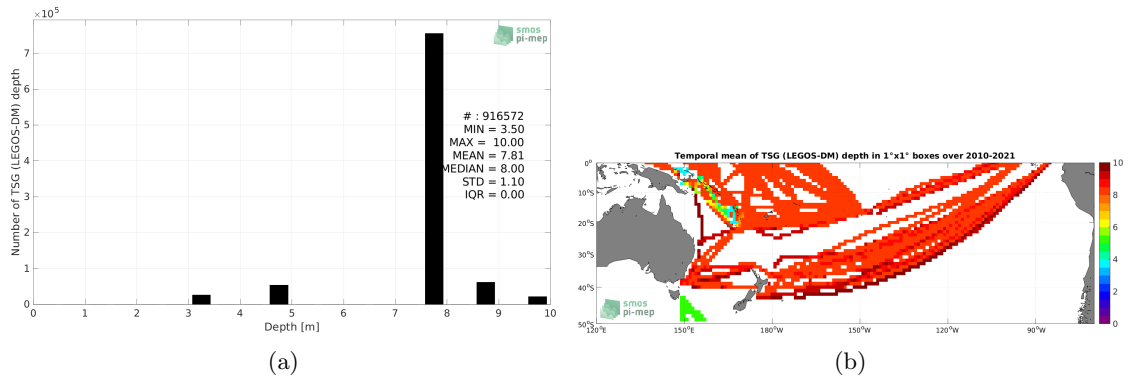 ×10⁵
7
6
5
4
3
2
1
0
Number of TSG (LEGOS-DM) depth
0 1 2 3 4 5 6 7 8 9 10
Depth [m]
smos
pi-mep
# : 916572
MIN = 3.50
MAX = 10.00
MEAN = 7.81
MEDIAN = 8.00
STD = 1.10
IQR = 0.00
(a)
Temporal mean of TSG (LEGOS-DM) depth in 1°x1° boxes over 2010-2021
0°
10°S
20°S
30°S
40°S
50°S
120°E 150°E 180°W 150°W 120°W 90°W
10
8
6
4
2
0
smos
pi-mep
(b)